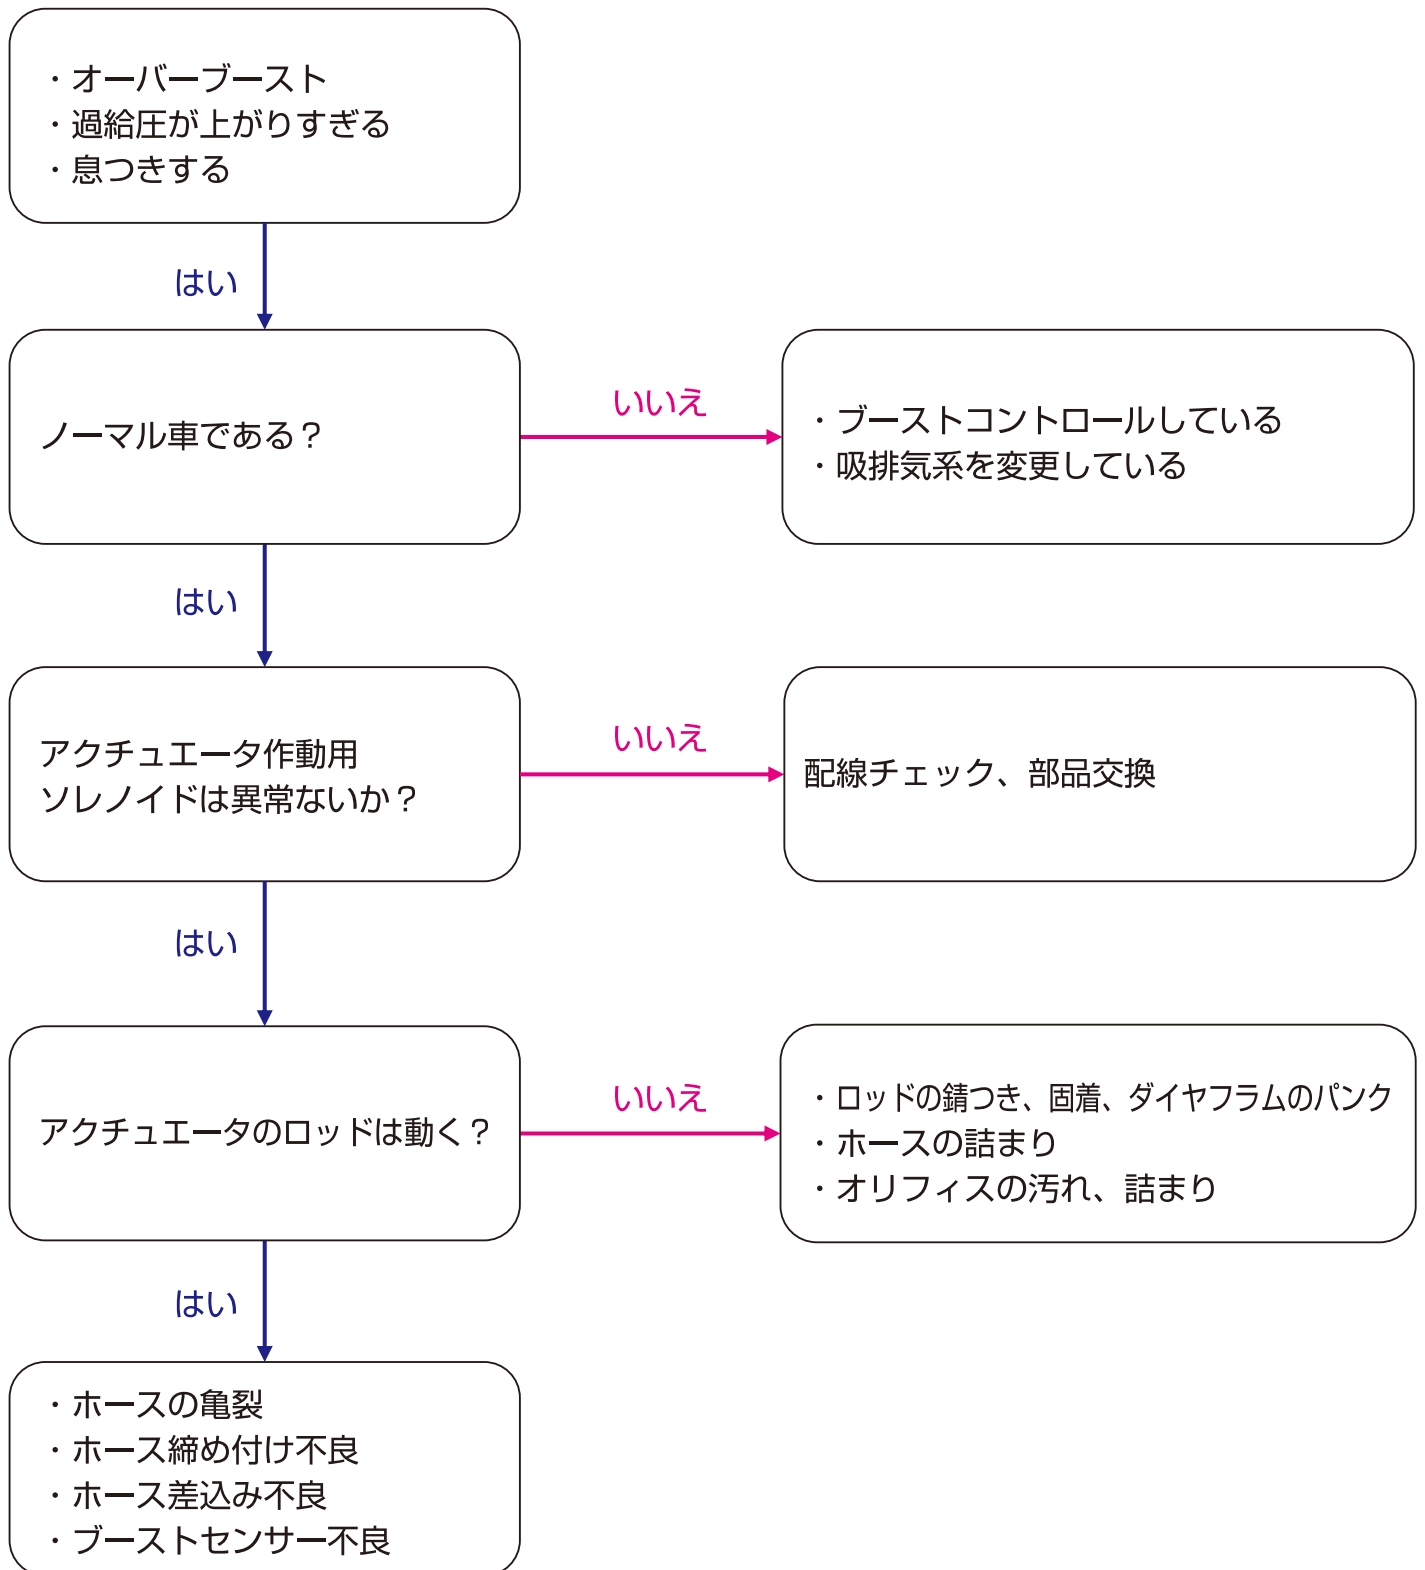 ・オーバーブースト
・過給圧が上がりすぎる
・息つきする
はい
ノーマル車である？
いいえ
・ブーストコントロールしている
・吸排気系を変更している
はい
アクチュエータ作動用
ソレノイドは異常ないか？
いいえ
配線チェック、部品交換
はい
アクチュエータのロッドは動く？
いいえ
・ロッドの錆つき、固着、ダイヤフラムのパンク
・ホースの詰まり
・オリフィスの汚れ、詰まり
はい
・ホースの亀裂
・ホース締め付け不良
・ホース差込み不良
・ブーストセンサー不良